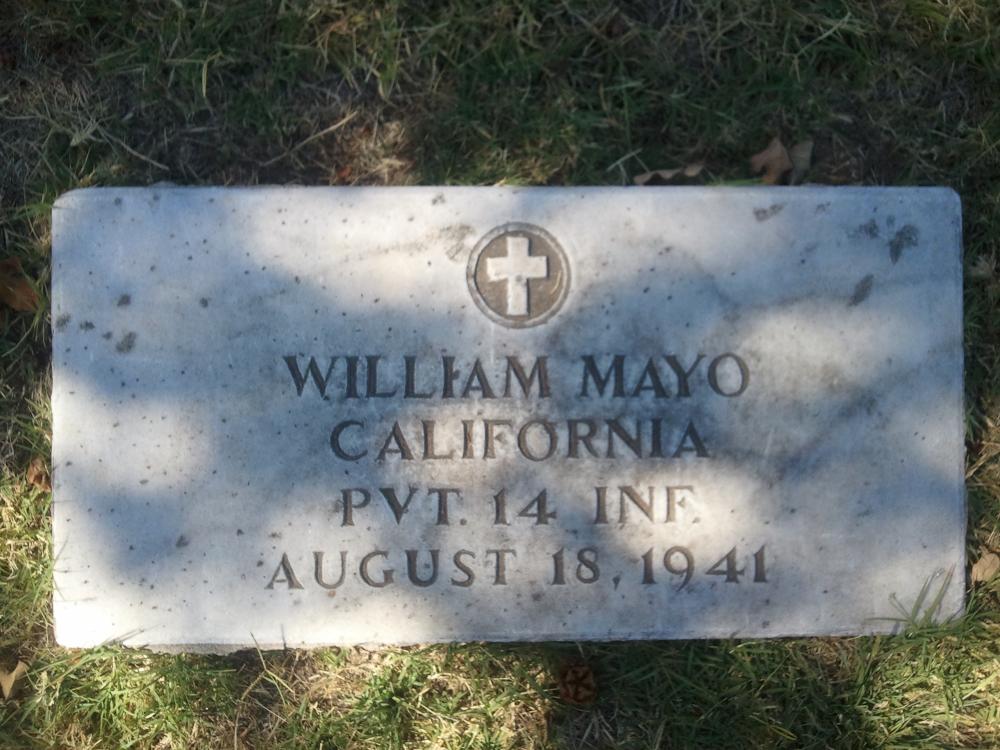 WILLIAM MAYO
CALIFORNIA
PVT. 14 INF.
AUGUST 18, 1941